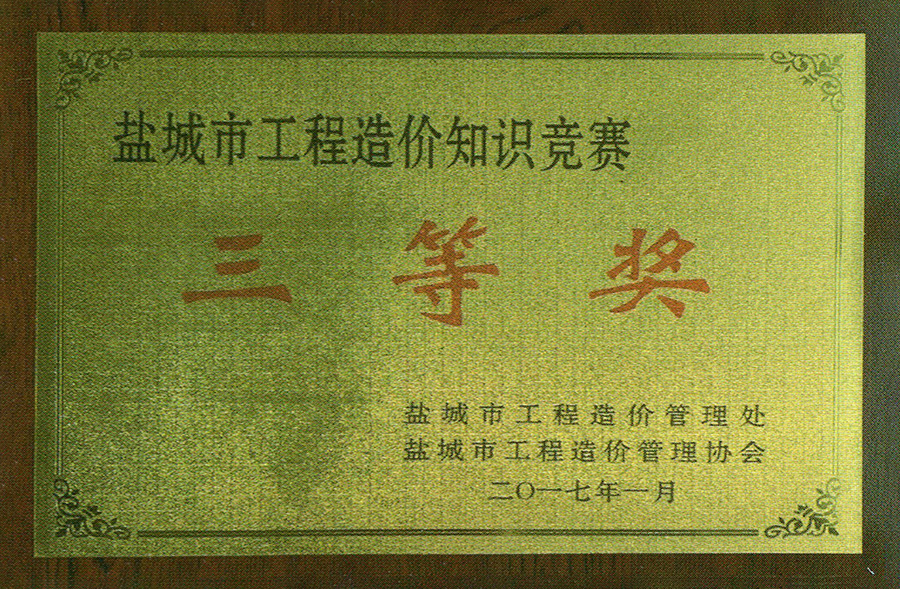 盐城市工程造价知识竞赛
三等奖
盐城市工程造价管理处
盐城市工程造价管理协会
二〇一七年一月